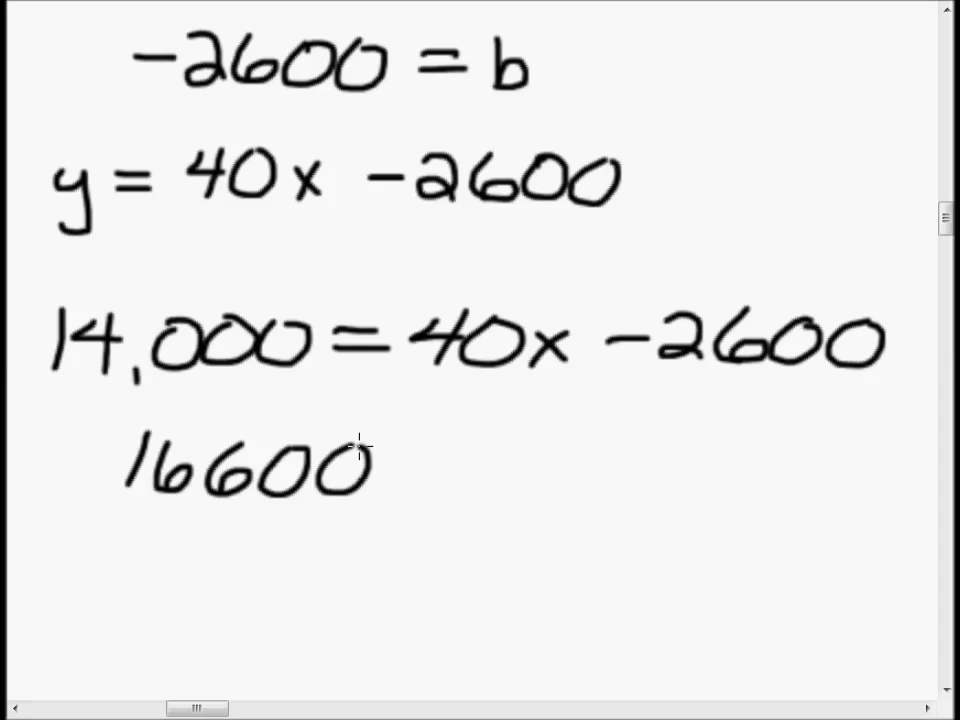 -2600 = b
y = 40x -2600
14,000 = 40x -2600
16600